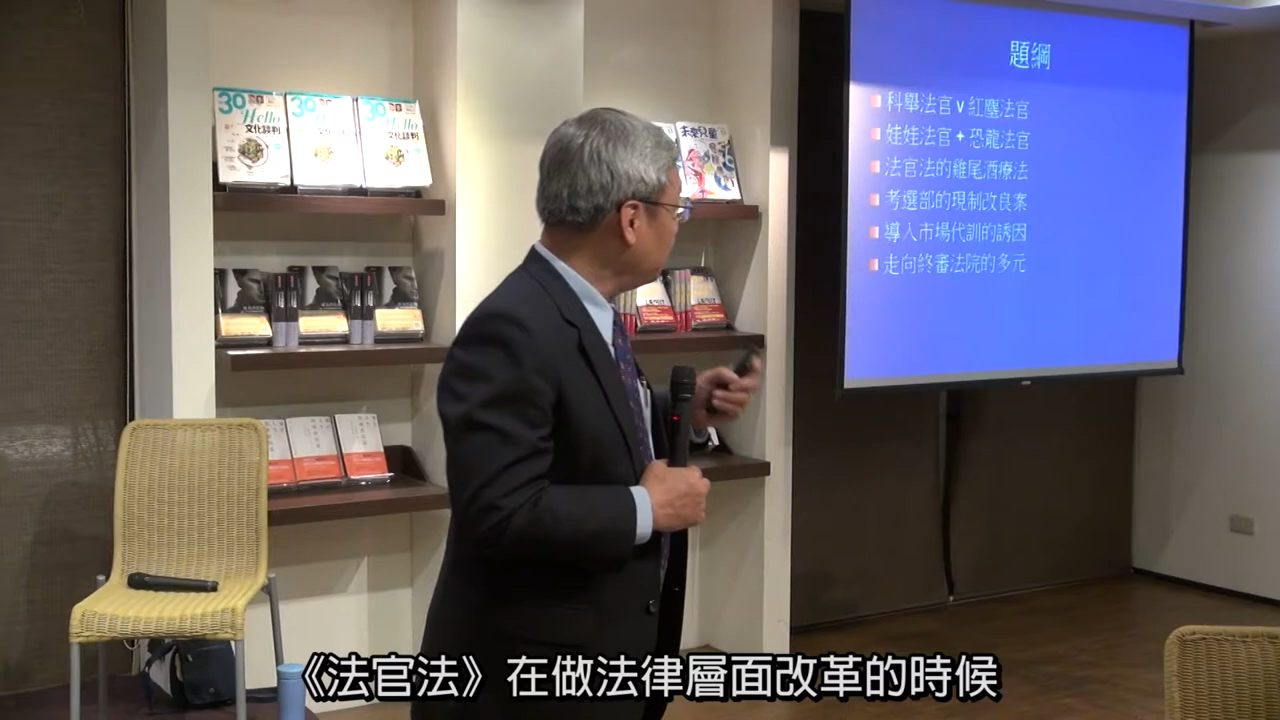 題綱
科舉法官 v 紅塵法官
娃娃法官 + 恐龍法官
法官法的雞尾酒療法
考選部的現制改良案
導入市場代訓的誘因
走向終審法院的多元
30
Hello
文化談判
30
Hello
文化談判
30
Hello
文化談判
未來兒童
《法官法》在做法律層面改革的時候